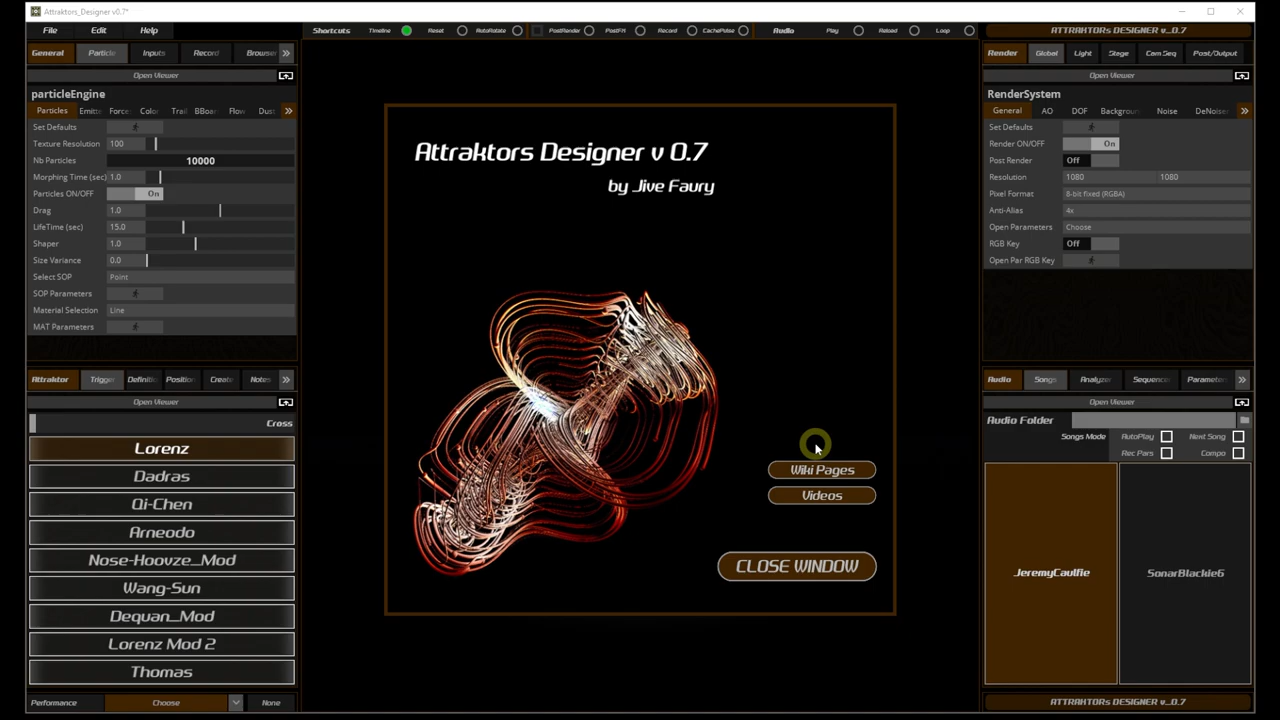 Attraktors_Designer v0.7*
File Edit Help
Shortcuts Timeline Reset AutoRotate PostRender PostFX Record CachePulse Audio Play Reload Loop
ATTRAKTORs DESIGNER v_0.7
General Particle Inputs Record Browser »
Open Viewer
particleEngine
Particles Emitte Force Colo Trail BBoar Flow Dust »
Set Defaults
Texture Resolution 100
Nb Particles 10000
Morphing Time (sec) 1.0
Particles ON/OFF On
Drag 1.0
LifeTime (sec) 15.0
Shaper 1.0
Size Variance 0.0
Select SOP Point
SOP Parameters
Material Selection Line
MAT Parameters
Attraktor Trigger Definiti Position Create Notes »
Open Viewer
Cross
Lorenz
Dadras
Qi-Chen
Arneodo
Nose-Hoovze_Mod
Wang-Sun
Dequan_Mod
Lorenz Mod 2
Thomas
Performance Choose None
Attraktors Designer v 0.7
by Jive Faury
Wiki Pages
Videos
CLOSE WINDOW
Render Global Light Stage Cam Seq Post/Output
Open Viewer
RenderSystem
General AO DOF Backgroun Noise DeNoise »
Set Defaults
Render ON/OFF On
Post Render Off
Resolution 1080 1080
Pixel Format 8-bit fixed (RGBA)
Anti-Alias 4x
Open Parameters Choose
RGB Key Off
Open Par RGB Key
Audio Songs Analyzer Sequence Parameter »
Open Viewer
Audio Folder
Songs Mode AutoPlay Next Song
Rec Pars Compo
JeremyCaulfie SonarBlackie6
ATTRAKTORs DESIGNER v_0.7